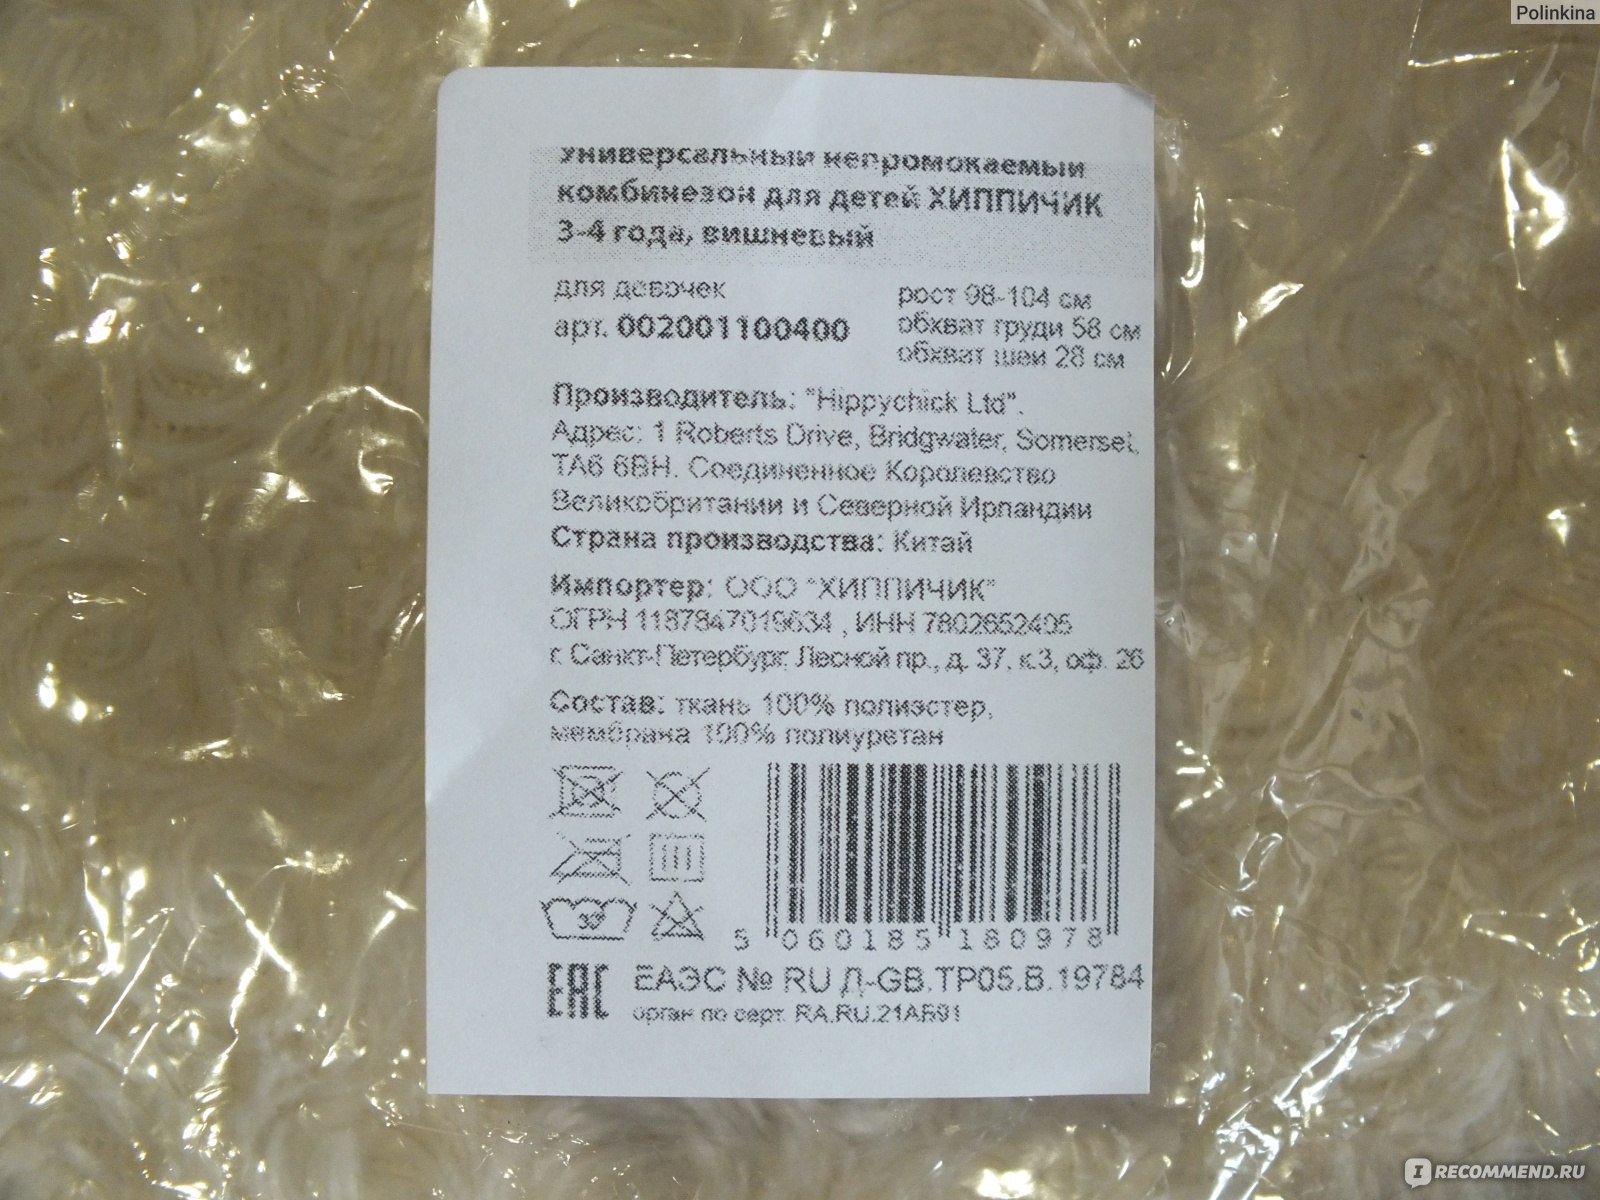 Polinkina
Универсальный непромокаемый
комбинезон для детей ХИППИЧИК
3-4 года, вишневый
для девочек
арт. 002001100400
рост 98-104 см
обхват груди 58 см
обхват шеи 28 см
Производитель: "Hippychick Ltd".
Адрес: 1 Roberts Drive, Bridgwater, Somerset,
TA6 6BH. Соединенное Королевство
Великобритании и Северной Ирландии
Страна производства: Китай
Импортер: ООО "ХИППИЧИК"
ОГРН 1187847019634 , ИНН 7802652405
г. Санкт-Петербург, Лесной пр., д. 37, к.3, оф. 26
Состав: ткань 100% полиэстер,
мембрана 100% полиуретан
30°
5 060185 180978
ЕАС ЕАЭС № RU Д-GB.ТР05.В.19784
орган по серт. RA.RU.21АБ91
IRECOMMEND.RU